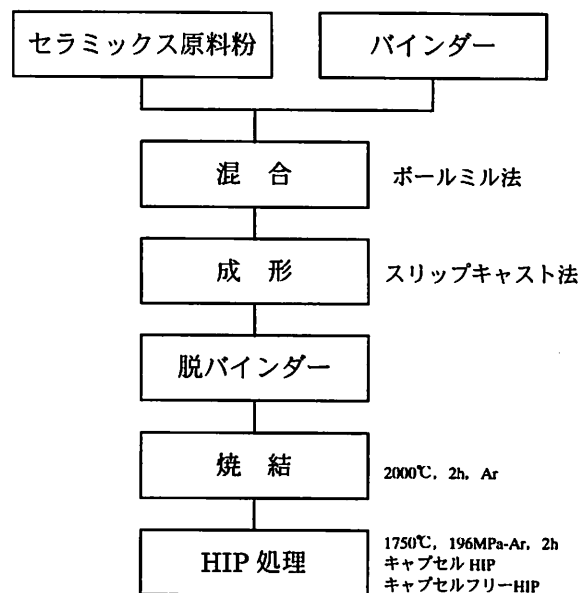 セラミックス原料粉
バインダー
混 合
ボールミル法
成 形
スリップキャスト法
脱バインダー
焼 結
2000℃, 2h, Ar
HIP 処理
1750℃, 196MPa-Ar, 2h
キャプセル HIP
キャプセルフリーHIP